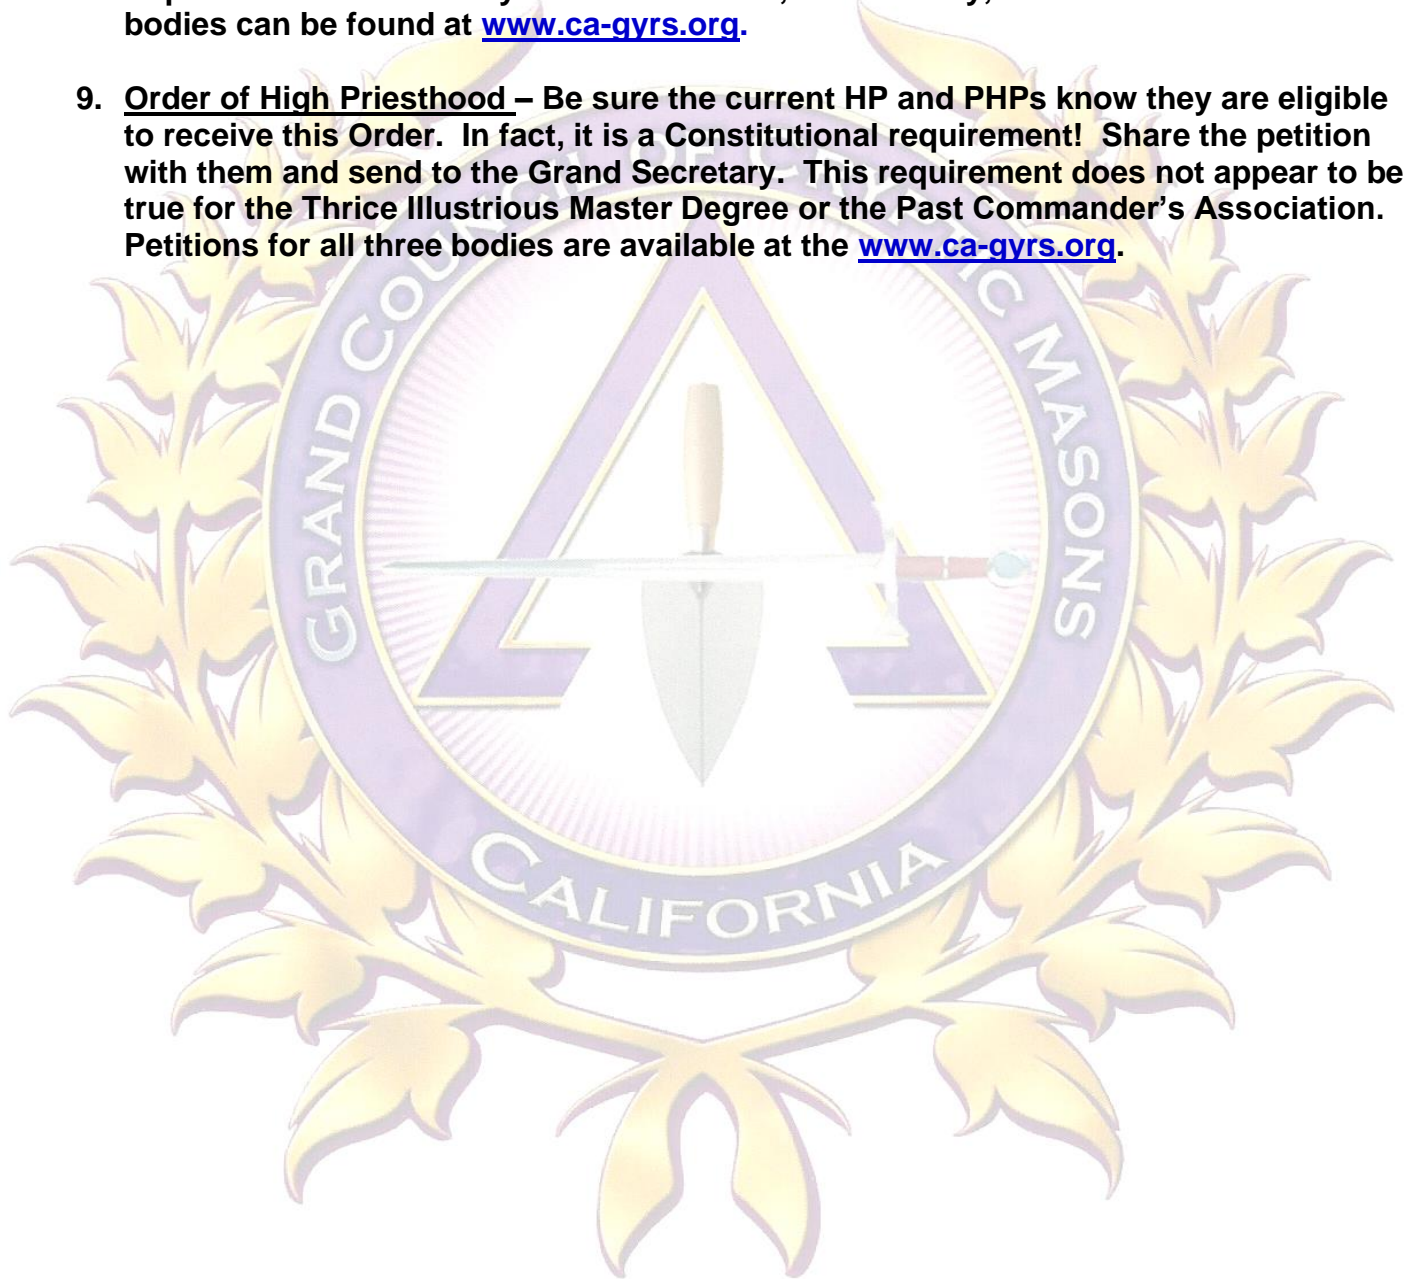 bodies can be found at www.ca-gyrs.org.
9. Order of High Priesthood – Be sure the current HP and PHPs know they are eligible
to receive this Order. In fact, it is a Constitutional requirement! Share the petition
with them and send to the Grand Secretary. This requirement does not appear to be
true for the Thrice Illustrious Master Degree or the Past Commander’s Association.
Petitions for all three bodies are available at the www.ca-gyrs.org.
GRAND COUNCIL OF CRYPTIC MASONS
CALIFORNIA